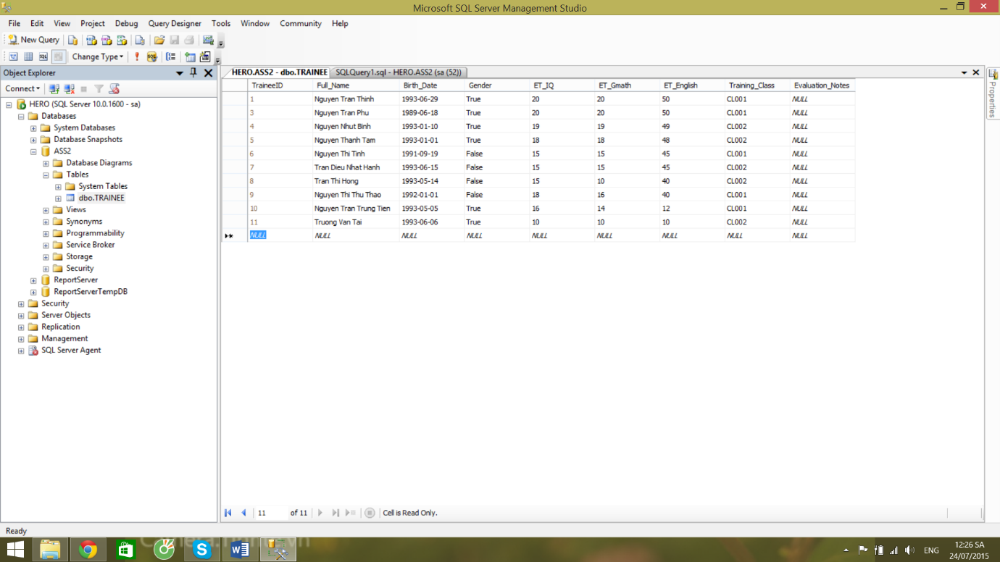 Microsoft SQL Server Management Studio
File Edit View Project Debug Query Designer Tools Window Community Help
New Query
Change Type
Object Explorer
Connect
HERO (SQL Server 10.0.1600 - sa)
Databases
System Databases
Database Snapshots
ASS2
Database Diagrams
Tables
System Tables
dbo.TRAINEE
Views
Synonyms
Programmability
Service Broker
Storage
Security
ReportServer
ReportServerTempDB
Security
Server Objects
Replication
Management
SQL Server Agent
HERO.ASS2 - dbo.TRAINEE SQLQuery1.sql - HERO.ASS2 (sa (52))
TraineeID Full_Name Birth_Date Gender ET_IQ ET_Gmath ET_English Training_Class Evaluation_Notes
1 Nguyen Tran Thinh 1993-06-29 True 20 20 50 CL001 NULL
3 Nguyen Tran Phu 1989-06-18 True 20 20 50 CL001 NULL
4 Nguyen Nhut Binh 1993-01-10 True 19 19 49 CL002 NULL
5 Nguyen Thanh Tam 1993-01-01 True 18 18 48 CL002 NULL
6 Nguyen Thi Tinh 1991-09-19 False 15 15 45 CL001 NULL
7 Tran Dieu Nhat Hanh 1993-06-15 False 15 15 45 CL002 NULL
8 Tran Thi Hong 1993-05-14 False 15 10 40 CL002 NULL
9 Nguyen Thi Thu Thao 1992-01-01 False 18 16 40 CL001 NULL
10 Nguyen Tran Trung Tien 1993-05-05 True 16 14 12 CL001 NULL
11 Truong Van Tai 1993-06-06 True 10 10 10 CL002 NULL
NULL NULL NULL NULL NULL NULL NULL NULL NULL
11 of 11 Cell is Read Only.
Properties
Ready
ENG
12:26 SA
24/07/2015